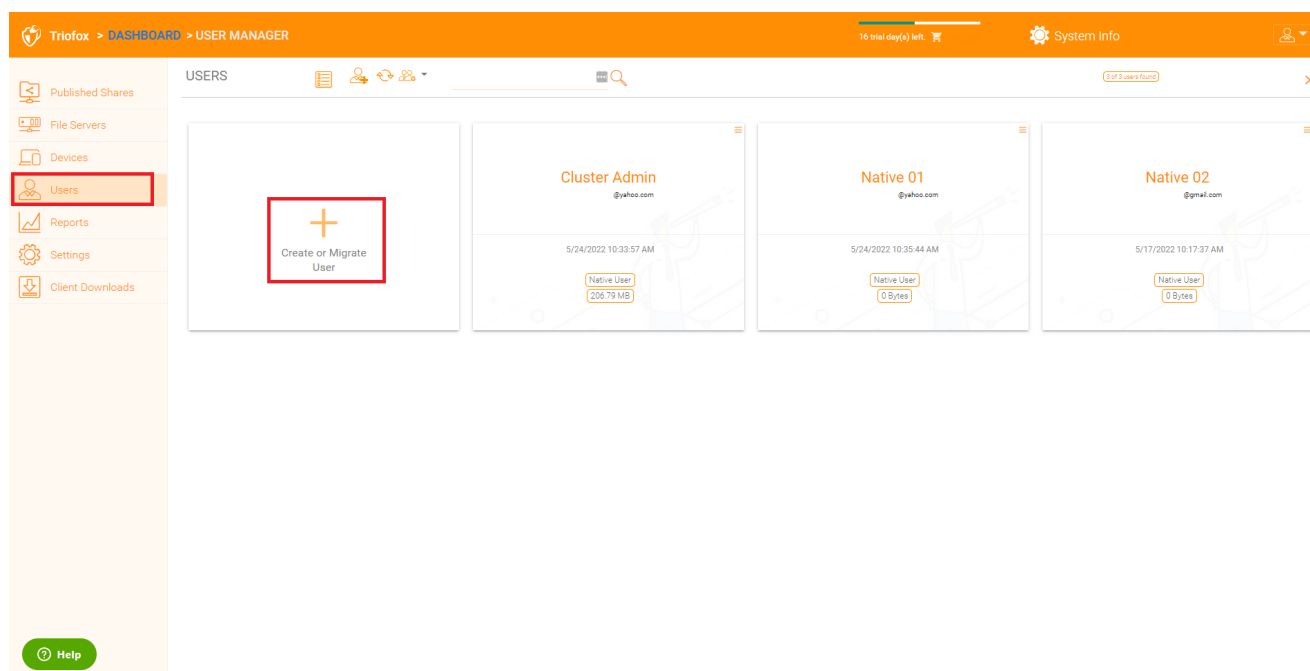 Triofox > DASHBOARD > USER MANAGER
16 trial day(s) left.
System Info
Published Shares
File Servers
Devices
Users
Reports
Settings
Client Downloads
Help
USERS
3 of 3 users found
Create or Migrate
User
Cluster Admin
@yahoo.com
5/24/2022 10:33:57 AM
Native User
206.79 MB
Native 01
@yahoo.com
5/24/2022 10:35:44 AM
Native User
0 Bytes
Native 02
@gmail.com
5/17/2022 10:17:37 AM
Native User
0 Bytes